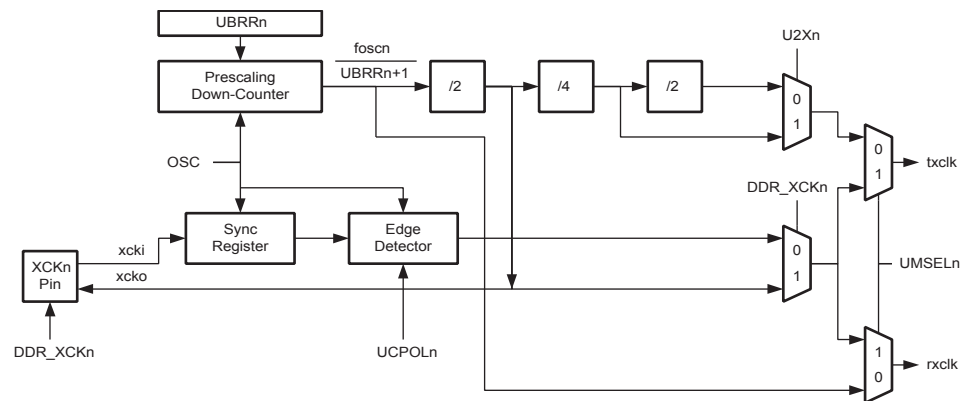 UBRRn
foscn
UBRRn+1
Prescaling
Down-Counter
/2
/4
/2
U2Xn
0
1
OSC
0
1
txclk
DDR_XCKn
Sync
Register
Edge
Detector
xcki
xcko
XCKn
Pin
0
1
UMSELn
DDR_XCKn
UCPOLn
1
0
rxclk